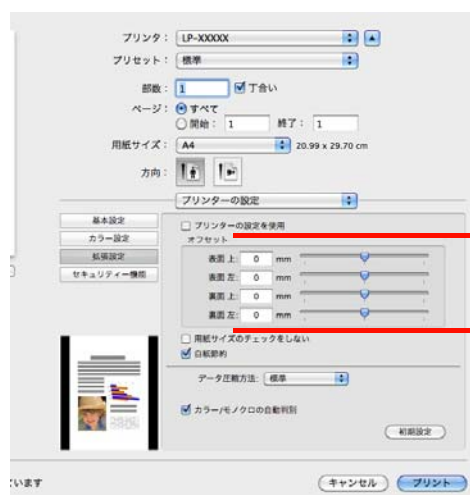 プリンタ： LP-XXXXX
プリセット： 標準
部数： 1 丁合い
ページ： すべて
開始： 1 終了： 1
用紙サイズ： A4 20.99 x 29.70 cm
方向：
プリンターの設定
基本設定
カラー設定
拡張設定
セキュリティー機能
プリンターの設定を使用
オフセット
表面 上： 0 mm
表面 左： 0 mm
裏面 上： 0 mm
裏面 左： 0 mm
用紙サイズのチェックをしない
白紙節約
データ圧縮方法： 標準
カラー/モノクロの自動判別
初期設定
ています
キャンセル プリント